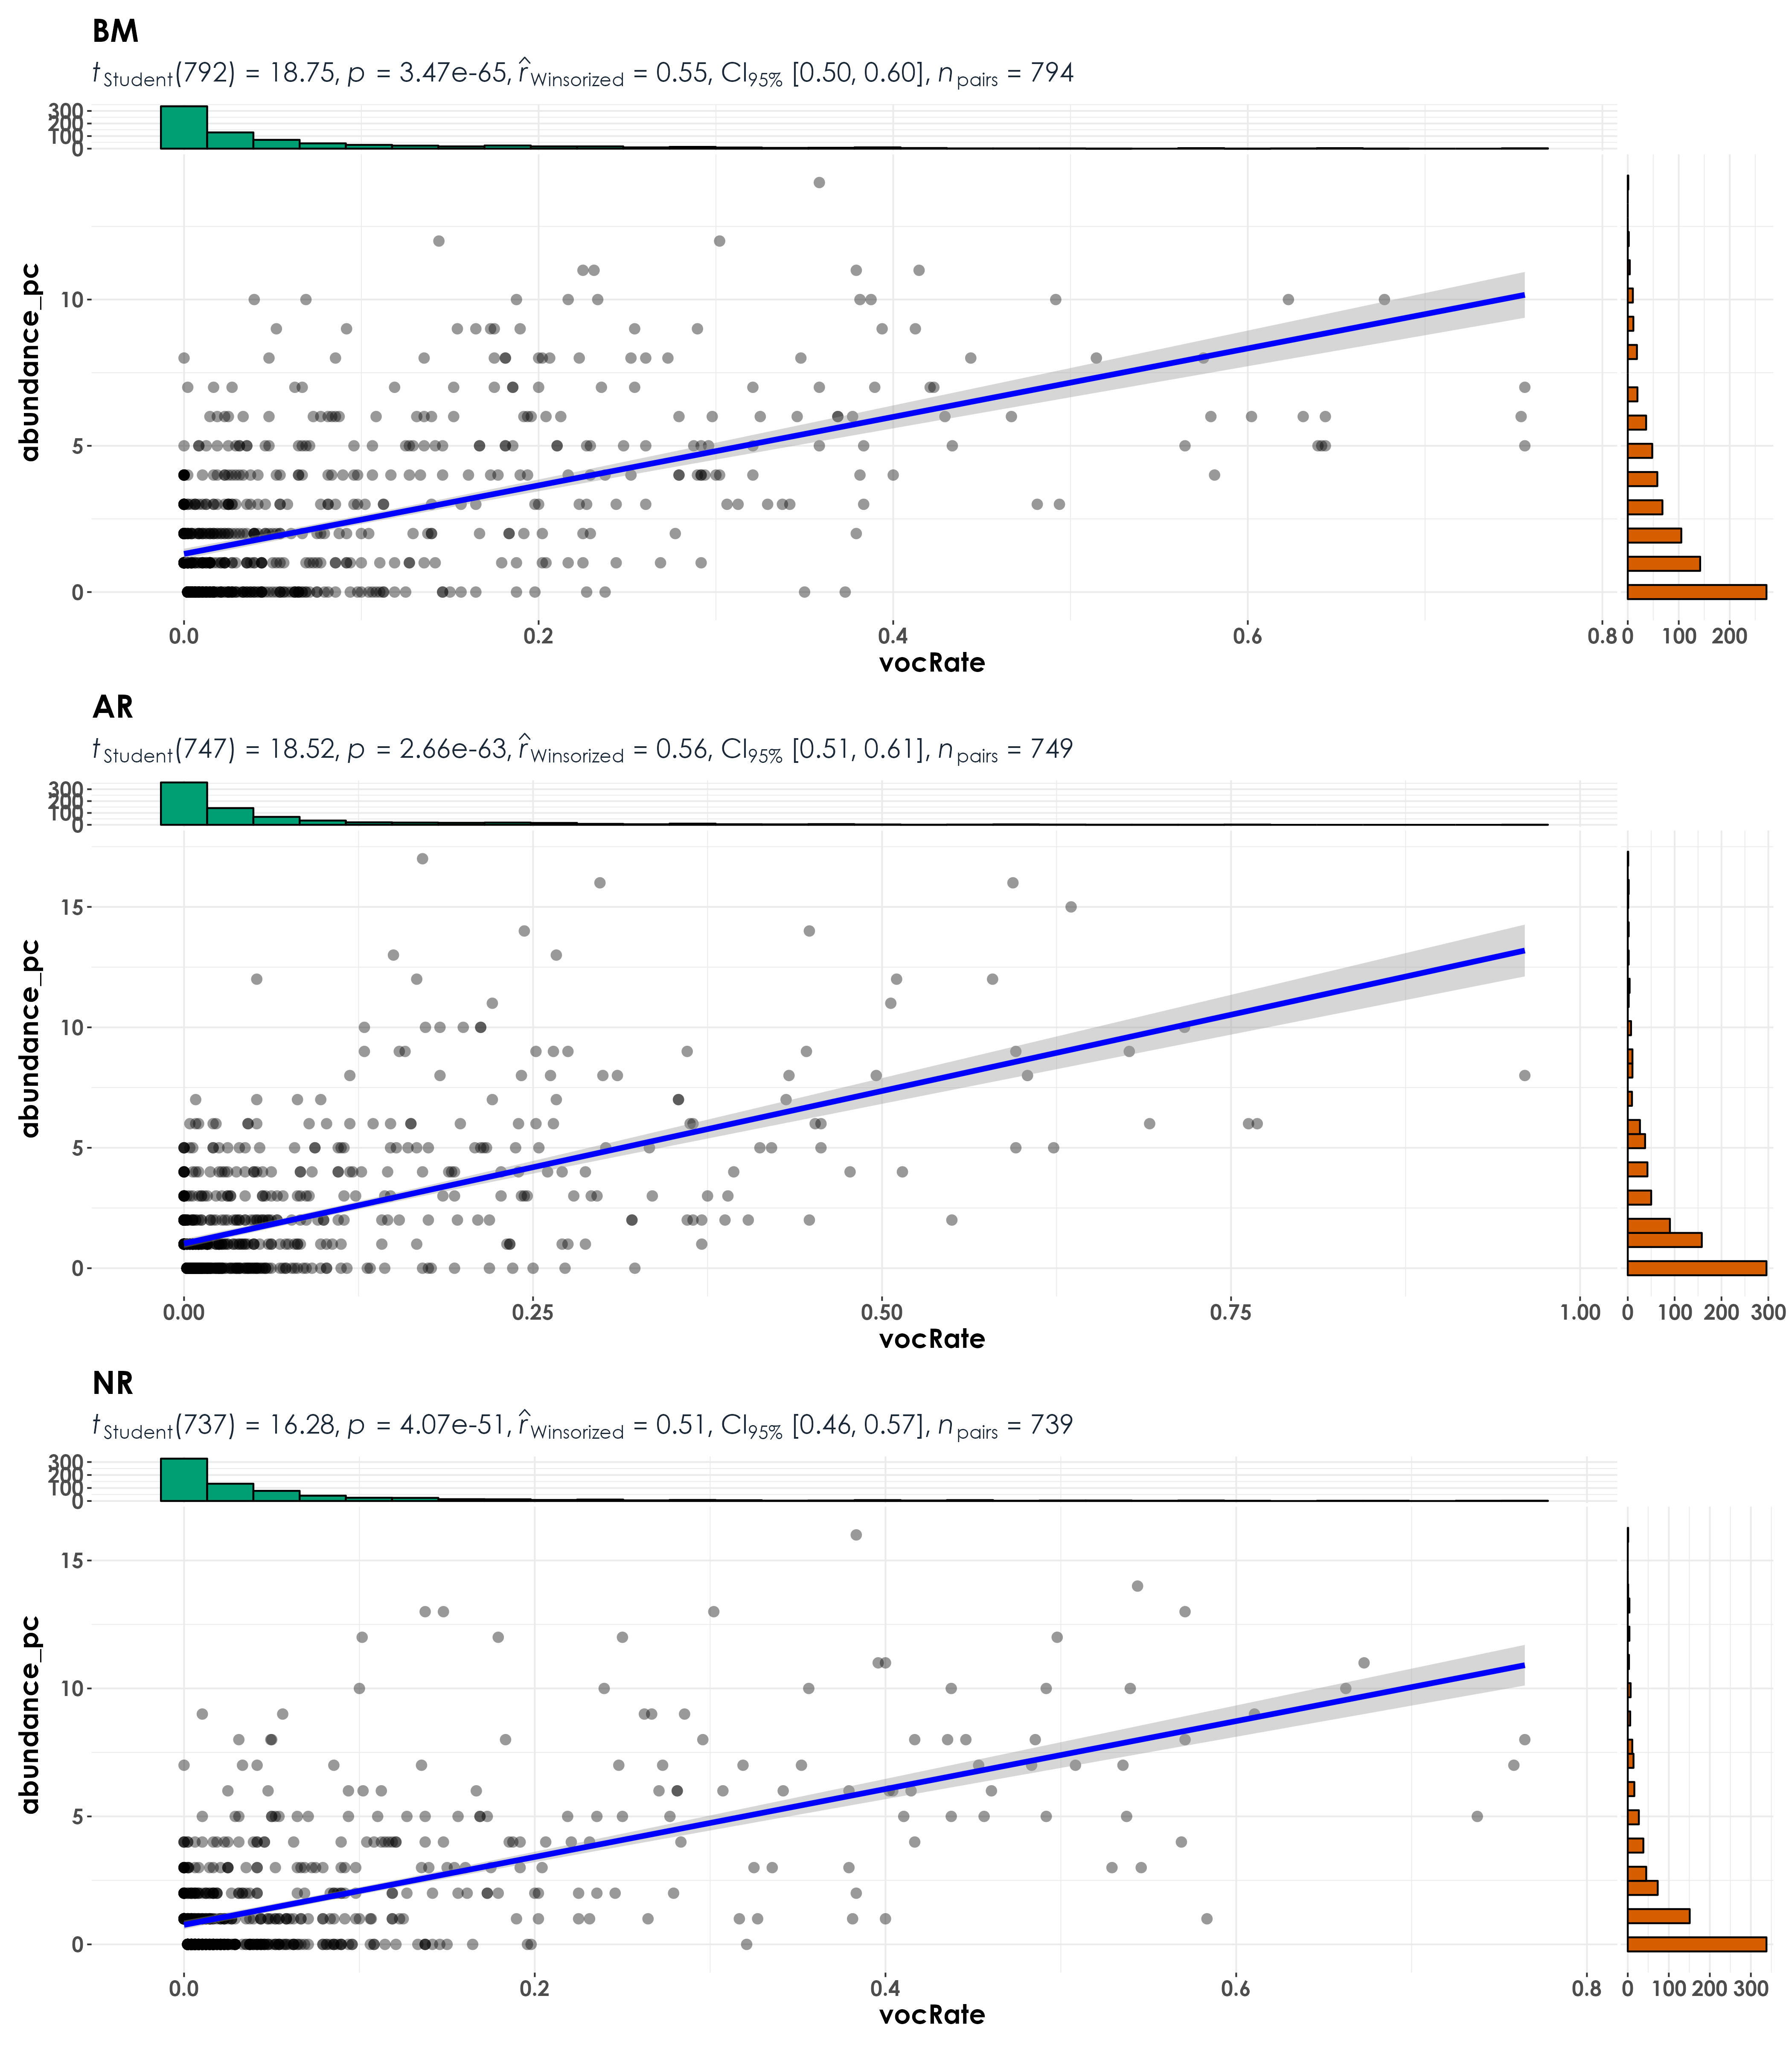 BM
t Student(792) = 18.75, p = 3.47e-65, r̂ Winsorized = 0.55, CI95% [0.50, 0.60], n pairs = 794
300
200
100
0
abundance_pc
10
5
0
0.0 0.2 0.4 0.6 0.8
0 100 200
vocRate
AR
t Student(747) = 18.52, p = 2.66e-63, r̂ Winsorized = 0.56, CI95% [0.51, 0.61], n pairs = 749
300
200
100
0
abundance_pc
15
10
5
0
0.00 0.25 0.50 0.75 1.00
0 100 200 300
vocRate
NR
t Student(737) = 16.28, p = 4.07e-51, r̂ Winsorized = 0.51, CI95% [0.46, 0.57], n pairs = 739
300
200
100
0
abundance_pc
15
10
5
0
0.0 0.2 0.4 0.6 0.8
0 100 200 300
vocRate